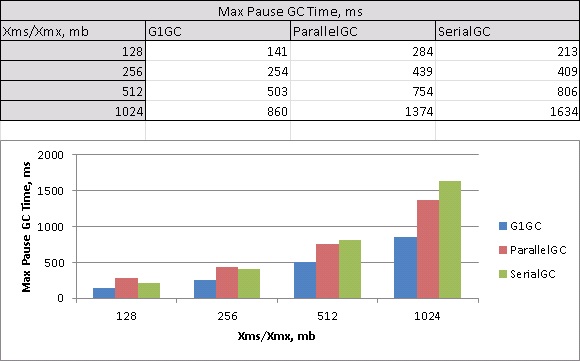 Max Pause GC Time, ms
Xms/Xmx, mb G1GC ParallelGC SerialGC
128 141 284 213
256 254 439 409
512 503 754 806
1024 860 1374 1634
2000
1500
1000
500
0
Max Pause GC Time, ms
128 256 512 1024
Xms/Xmx, mb
G1GC
ParallelGC
SerialGC